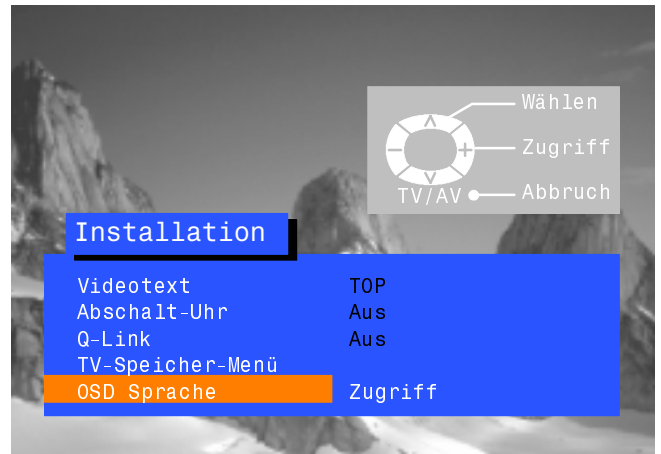 Wählen
Zugriff
TV/AV Abbruch
Installation
Videotext TOP
Abschalt-Uhr Aus
Q-Link Aus
TV-Speicher-Menü
OSD Sprache Zugriff